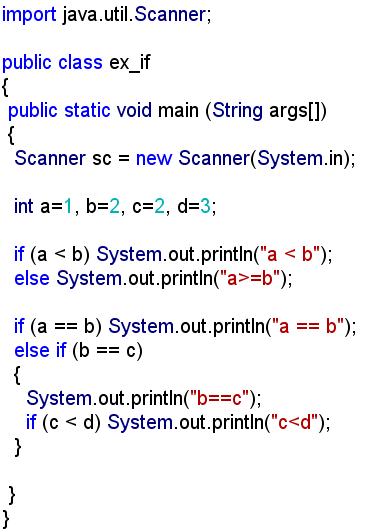 import java.util.Scanner;
public class ex_if
{
public static void main (String args[])
{
Scanner sc = new Scanner(System.in);
int a=1, b=2, c=2, d=3;
if (a < b) System.out.println("a < b");
else System.out.println("a>=b");
if (a == b) System.out.println("a == b");
else if (b == c)
{
System.out.println("b==c");
if (c < d) System.out.println("c<d");
}
}
}